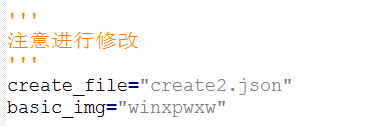 '''
注意进行修改
'''
create_file="create2.json"
basic_img="winxpwxw"